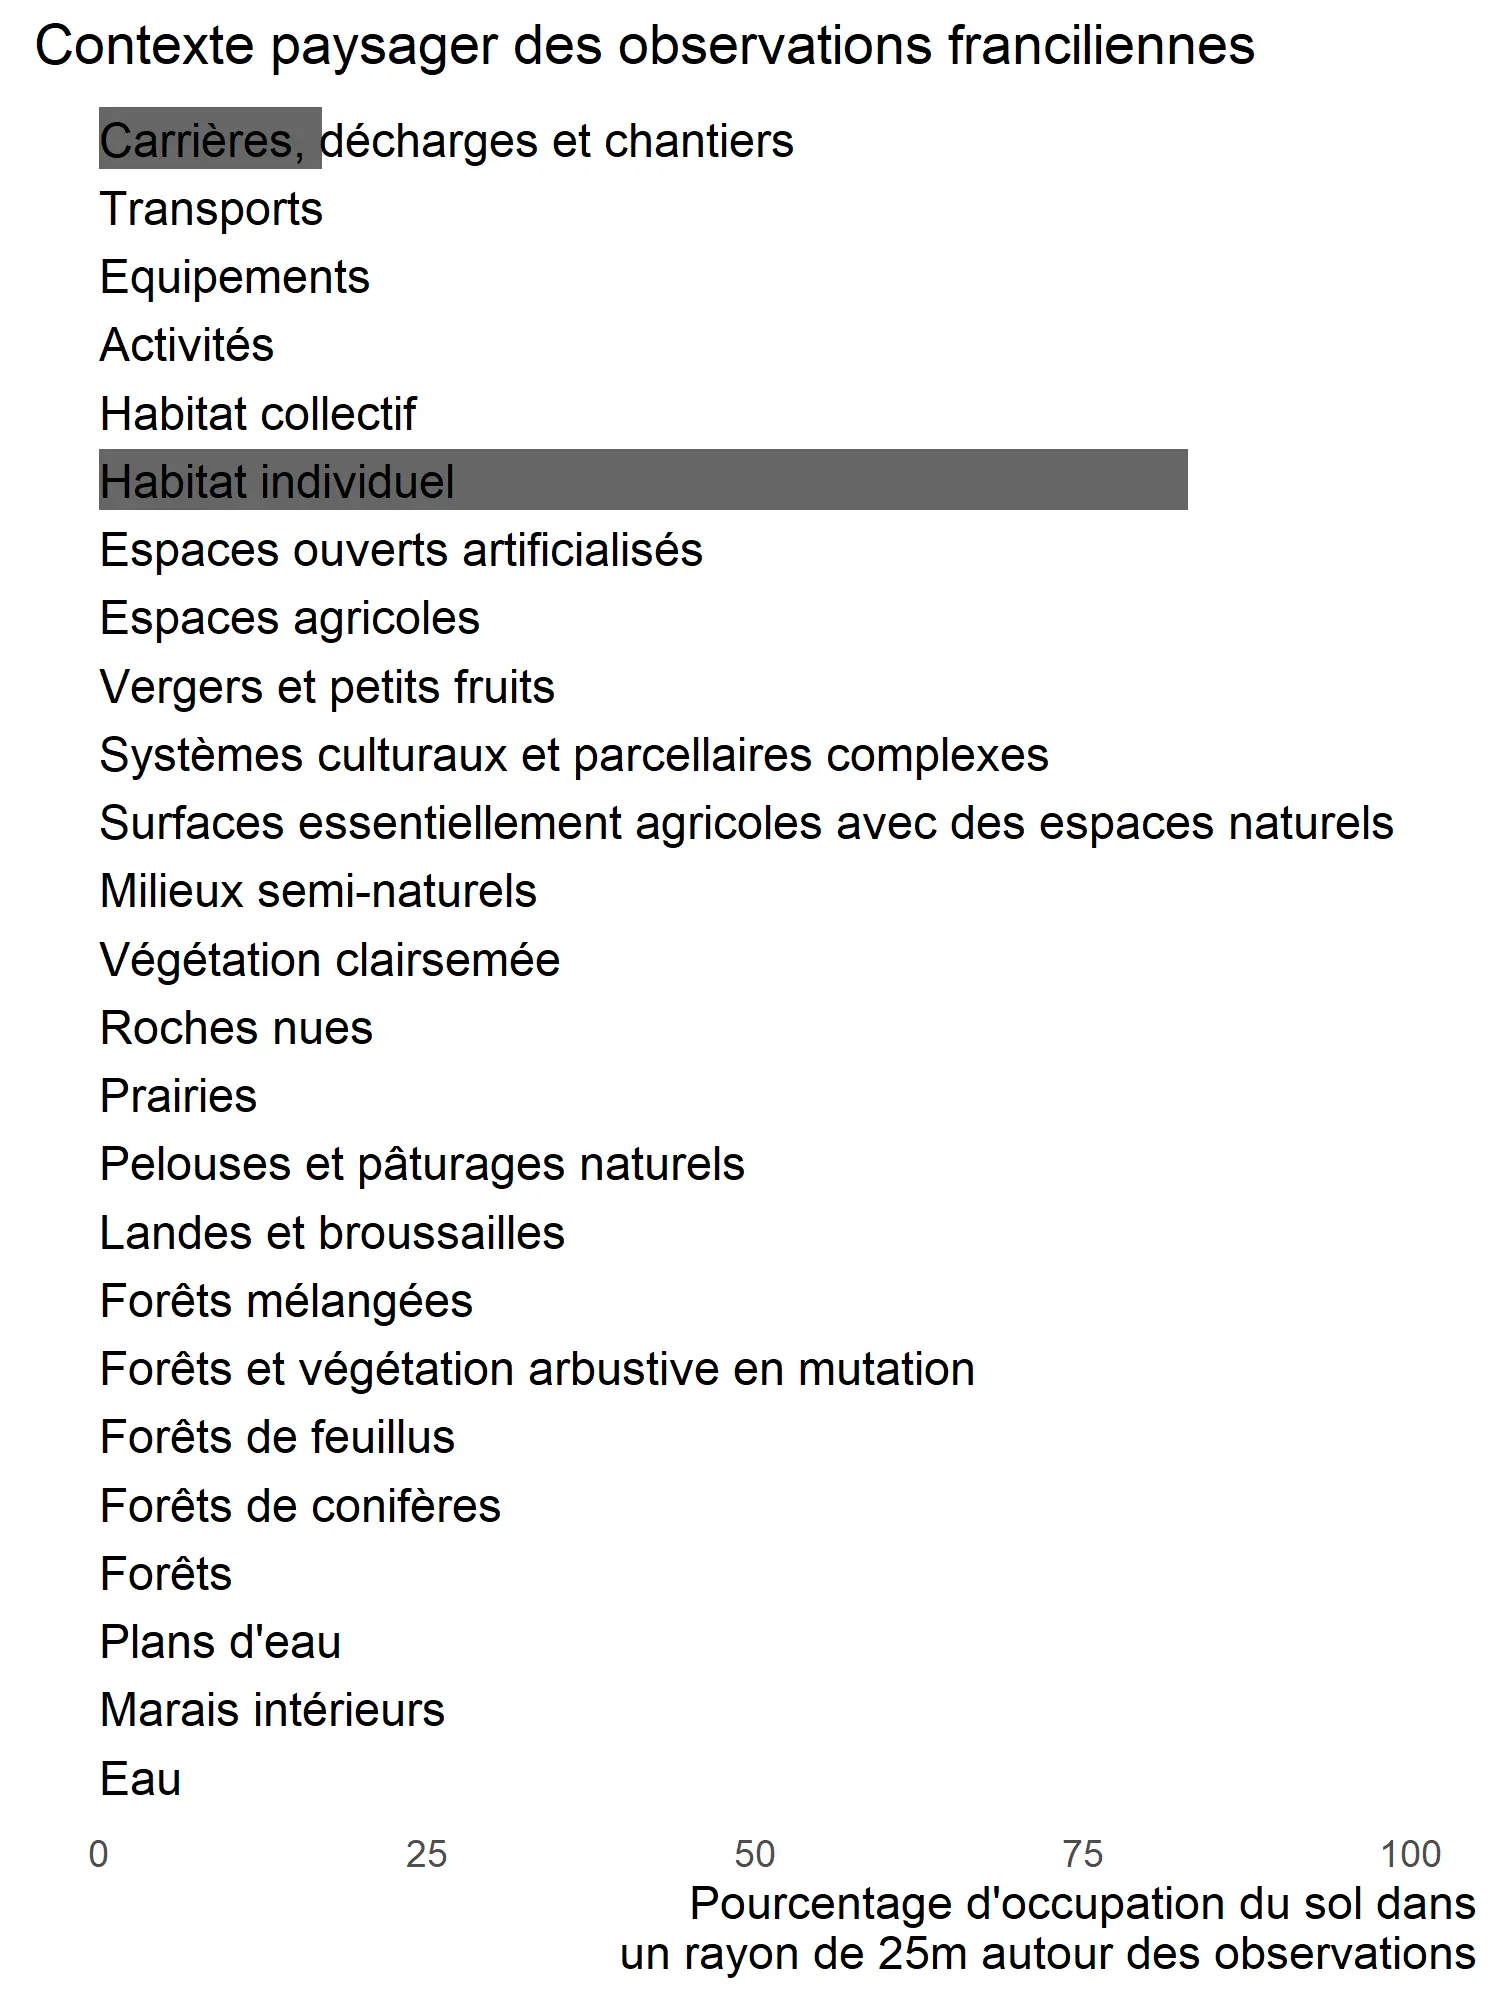 Contexte paysager des observations franciliennes
Carrières, décharges et chantiers
Transports
Equipements
Activités
Habitat collectif
Habitat individuel
Espaces ouverts artificialisés
Espaces agricoles
Vergers et petits fruits
Systèmes culturaux et parcellaires complexes
Surfaces essentiellement agricoles avec des espaces naturels
Milieux semi-naturels
Végétation clairsemée
Roches nues
Prairies
Pelouses et pâturages naturels
Landes et broussailles
Forêts mélangées
Forêts et végétation arbustive en mutation
Forêts de feuillus
Forêts de conifères
Forêts
Plans d'eau
Marais intérieurs
Eau
0 25 50 75 100
Pourcentage d'occupation du sol dans
un rayon de 25m autour des observations